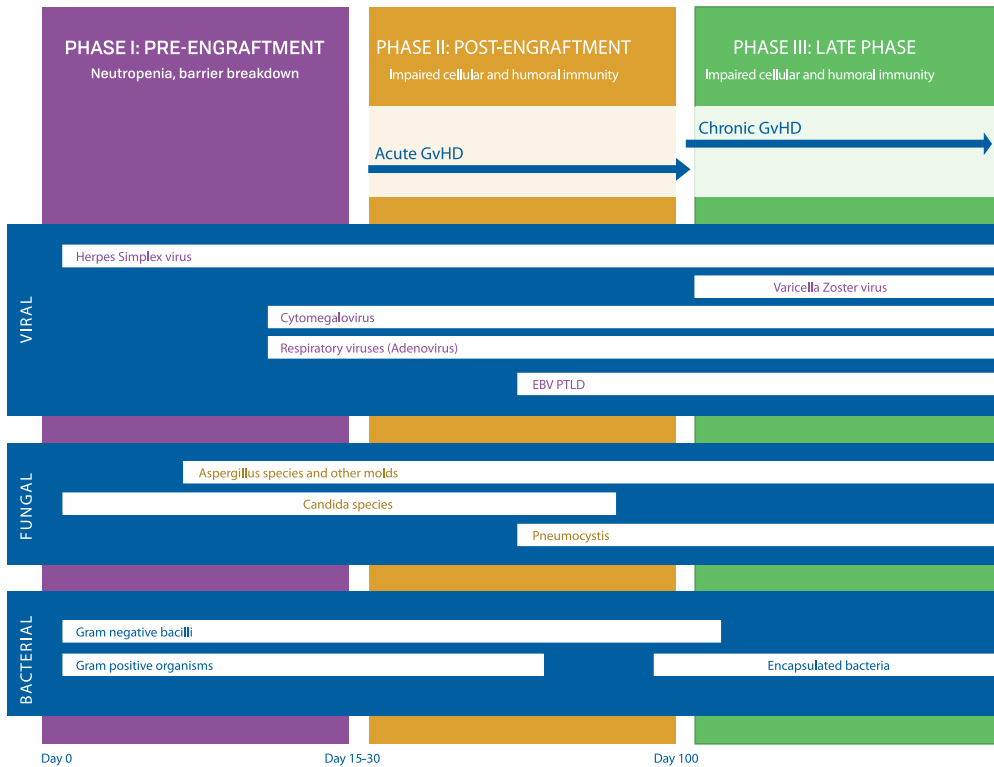 PHASE I: PRE-ENGRAFTMENT
Neutropenia, barrier breakdown
PHASE II: POST-ENGRAFTMENT
Impaired cellular and humoral immunity
PHASE III: LATE PHASE
Impaired cellular and humoral immunity
Acute GvHD
Chronic GvHD
VIRAL
Herpes Simplex virus
Varicella Zoster virus
Cytomegalovirus
Respiratory viruses (Adenovirus)
EBV PTLD
FUNGAL
Aspergillus species and other molds
Candida species
Pneumocystis
BACTERIAL
Gram negative bacilli
Gram positive organisms
Encapsulated bacteria
Day 0
Day 15-30
Day 100